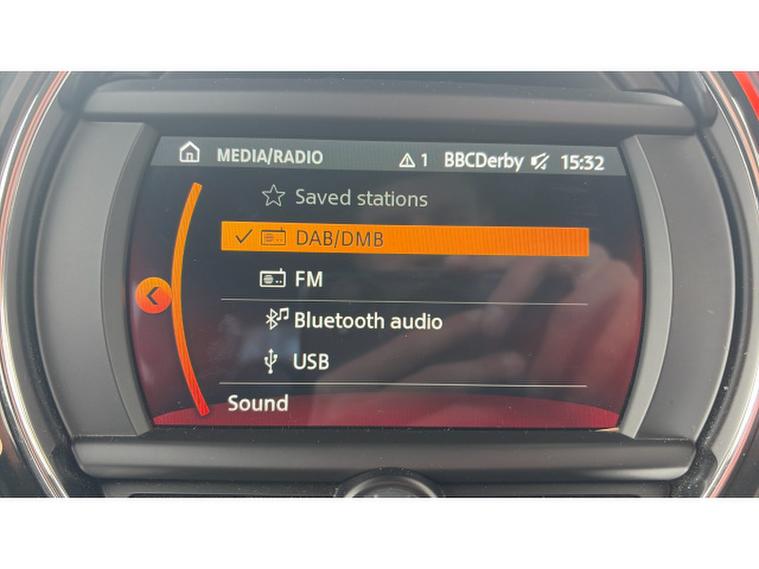 MEDIA/RADIO 1 BBCDerby 15:32
Saved stations
DAB/DMB
FM
Bluetooth audio
USB
Sound